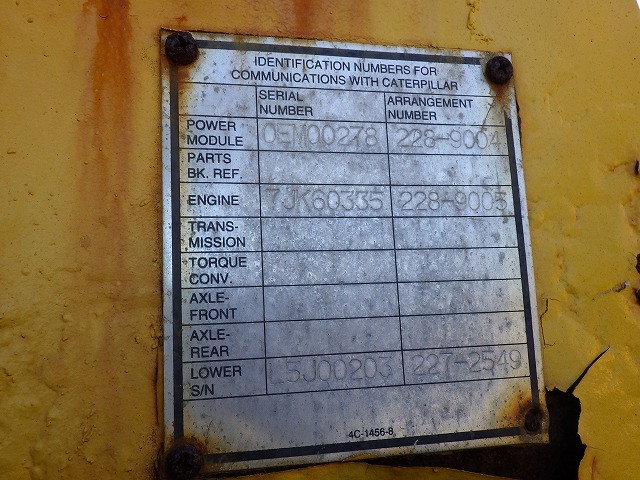 IDENTIFICATION NUMBERS FOR
COMMUNICATIONS WITH CATERPILLAR
SERIAL NUMBER ARRANGEMENT NUMBER
POWER MODULE 0EM00278 228-9004
PARTS BK. REF.
ENGINE 7JK60335 228-9005
TRANS-MISSION
TORQUE CONV.
AXLE-FRONT
AXLE-REAR
LOWER S/N L5J00203 227-2549
4C-1456-8